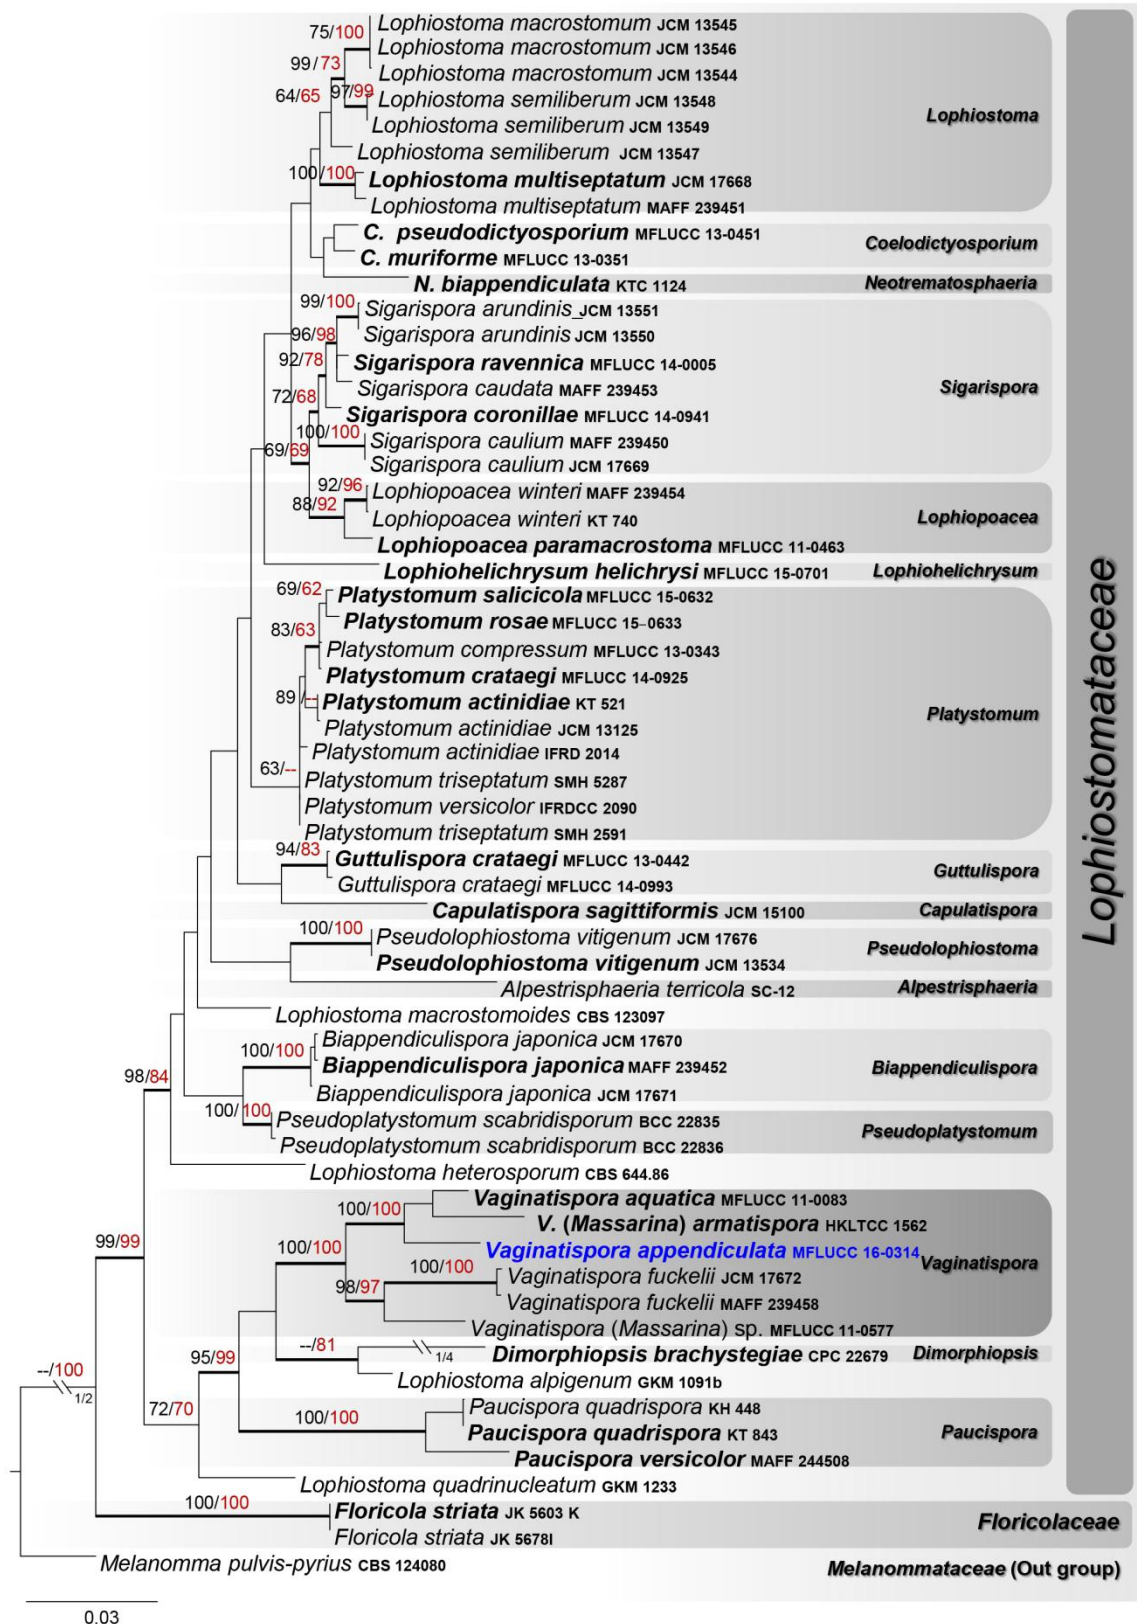 75/100
Lophiostoma macrostomum JCM 13545
Lophiostoma macrostomum JCM 13546
99/73
Lophiostoma macrostomum JCM 13544
64/65
97/99
Lophiostoma semiliberum JCM 13548
Lophiostoma
Lophiostoma semiliberum JCM 13549
Lophiostoma semiliberum JCM 13547
100/100
Lophiostoma multiseptatum JCM 17668
Lophiostoma multiseptatum MAFF 239451
C. pseudodictyosporium MFLUCC 13-0451
Coelodictyosporium
C. muriforme MFLUCC 13-0351
N. biappendiculata KTC 1124
Neotrematosphaeria
99/100
Sigarispora arundinis_JCM 13551
96/98
Sigarispora arundinis JCM 13550
92/78
Sigarispora ravennica MFLUCC 14-0005
Sigarispora caudata MAFF 239453
Sigarispora
72/68
Sigarispora coronillae MFLUCC 14-0941
100/100
Sigarispora caulium MAFF 239450
69/69
Sigarispora caulium JCM 17669
92/96
Lophiopoacea winteri MAFF 239454
88/92
Lophiopoacea winteri KT 740
Lophiopoacea
Lophiopoacea paramacrostoma MFLUCC 11-0463
Lophiohelichrysum helichrysi MFLUCC 15-0701
Lophiohelichrysum
69/62
Platystomum salicicola MFLUCC 15-0632
83/63
Platystomum rosae MFLUCC 15-0633
Platystomum compressum MFLUCC 13-0343
Platystomum crataegi MFLUCC 14-0925
89 /--
Platystomum actinidiae KT 521
Platystomum
Platystomum actinidiae JCM 13125
Platystomum actinidiae IFRD 2014
63/--
Platystomum triseptatum SMH 5287
Platystomum versicolor IFRDCC 2090
Platystomum triseptatum SMH 2591
94/83
Guttulispora crataegi MFLUCC 13-0442
Guttulispora
Guttulispora crataegi MFLUCC 14-0993
Capulatispora sagittiformis JCM 15100
Capulatispora
100/100
Pseudolophiostoma vitigenum JCM 17676
Pseudolophiostoma
Pseudolophiostoma vitigenum JCM 13534
Alpestrisphaeria terricola SC-12
Alpestrisphaeria
Lophiostoma macrostomoides CBS 123097
100/100
Biappendiculispora japonica JCM 17670
98/84
Biappendiculispora japonica MAFF 239452
Biappendiculispora
Biappendiculispora japonica JCM 17671
100/100
Pseudoplatystomum scabridisporum BCC 22835
Pseudoplatystomum
Pseudoplatystomum scabridisporum BCC 22836
Lophiostoma heterosporum CBS 644.86
100/100
Vaginatispora aquatica MFLUCC 11-0083
V. (Massarina) armatispora HKLTCC 1562
99/99
100/100
Vaginatispora appendiculata MFLUCC 16-0314
Vaginatispora
100/100
98/97
Vaginatispora fuckelii JCM 17672
Vaginatispora fuckelii MAFF 239458
Vaginatispora (Massarina) sp. MFLUCC 11-0577
--/81
95/99
1/4
Dimorphiopsis brachystegiae CPC 22679
Dimorphiopsis
--/100
1/2
Lophiostoma alpigenum GKM 1091b
72/70
100/100
Paucispora quadrispora KH 448
Paucispora quadrispora KT 843
Paucispora
Paucispora versicolor MAFF 244508
Lophiostoma quadrinucleatum GKM 1233
100/100
Floricola striata JK 5603 K
Floricolaceae
Floricola striata JK 5678I
Melanomma pulvis-pyrius CBS 124080
Melanommataceae (Out group)
0.03
Lophiostomataceae